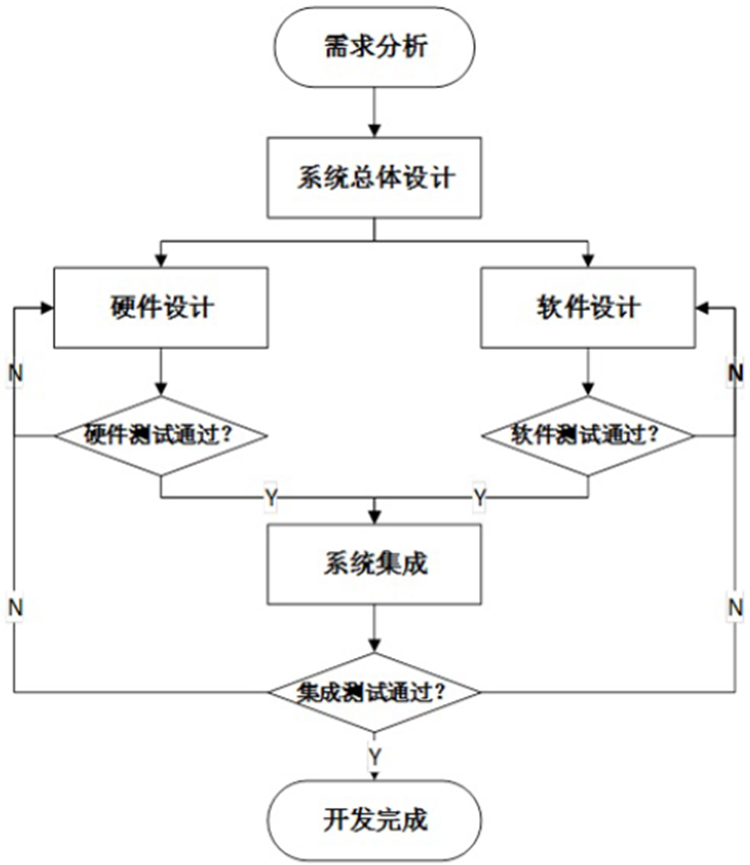 需求分析
系统总体设计
硬件设计
软件设计
N
N
硬件测试通过？
软件测试通过？
Y
Y
系统集成
N
N
集成测试通过？
Y
开发完成